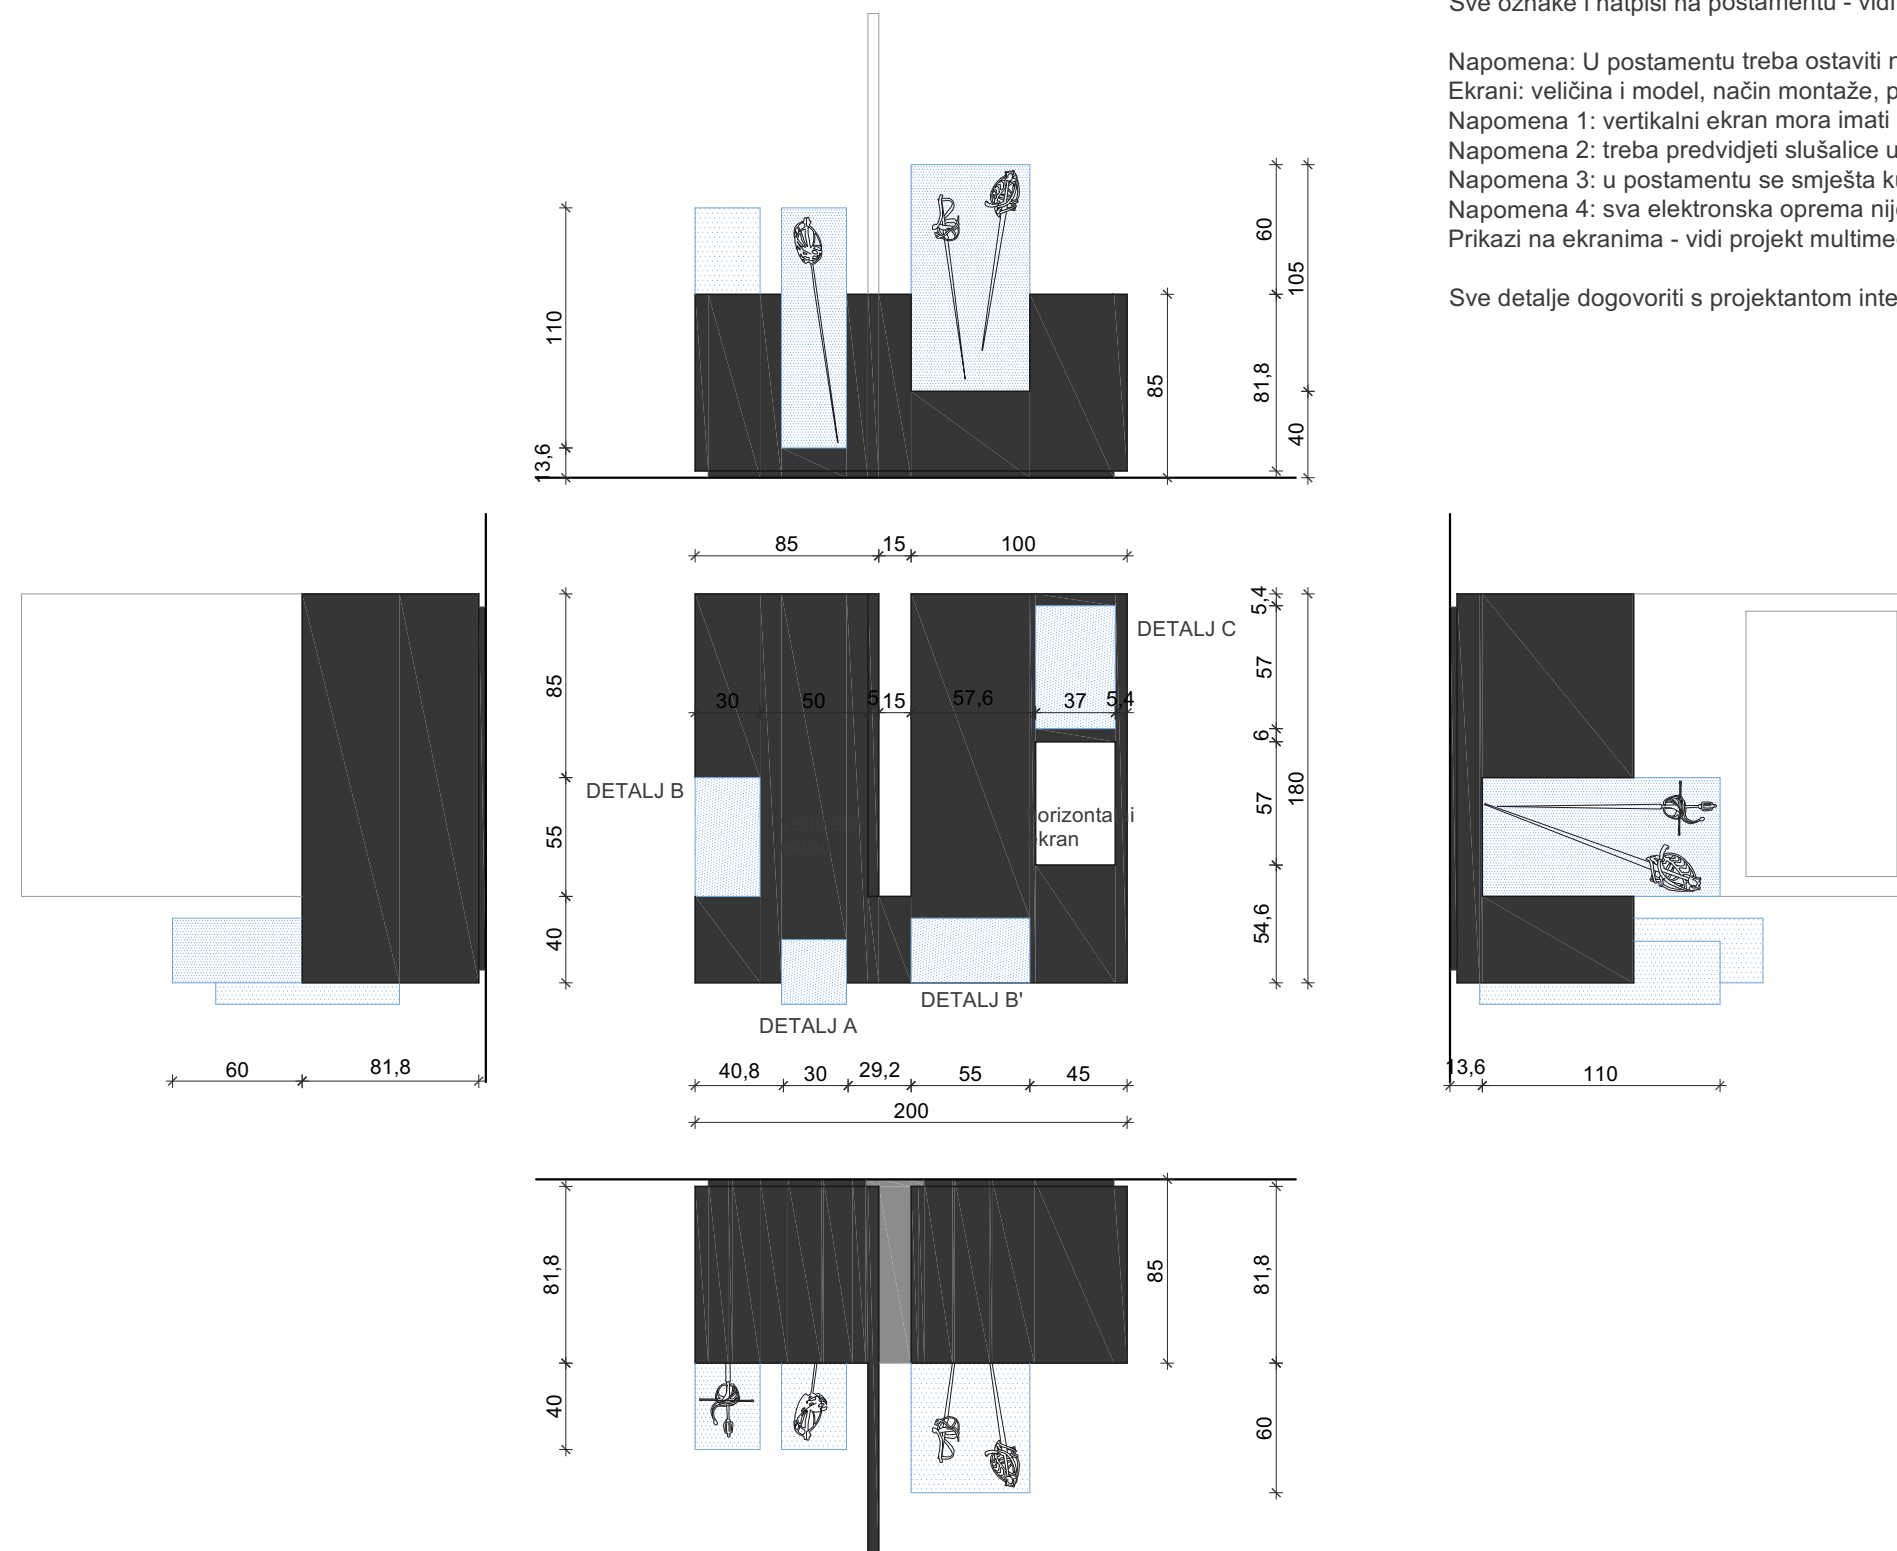 Sve oznake i natpisi na postamentu - vidi
Napomena: U postamentu treba ostaviti
Ekrani: veličina i model, način montaže,
Napomena 1: vertikalni ekran mora imati
Napomena 2: treba predvidjeti slušalice
Napomena 3: u postamentu se smješta
Napomena 4: sva elektronska oprema
Prikazi na ekranima - vidi projekt
Sve detalje dogovoriti s projektantom
110
13,6
85
60
81,8
105
40
85
15
100
85
55
40
DETALJ B
30
50
5
15
57,6
37
5,4
DETALJ C
vertikalni
ekran
horizontalni
ekran
DETALJ A
DETALJ B'
5,4
57
6
57
54,6
180
60
81,8
40,8
30
29,2
55
45
200
13,6
110
81,8
40
85
81,8
60